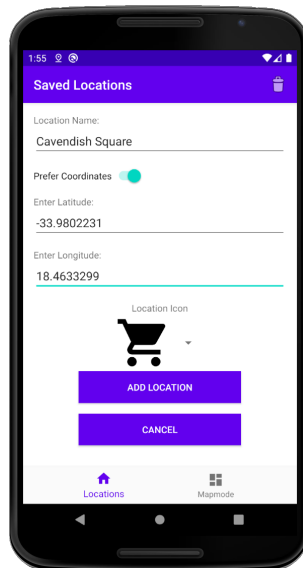 1:55
Saved Locations
Location Name:
Cavendish Square
Prefer Coordinates
Enter Latitude:
-33.9802231
Enter Longitude:
18.4633299
Location Icon
ADD LOCATION
CANCEL
Locations
Mapmode